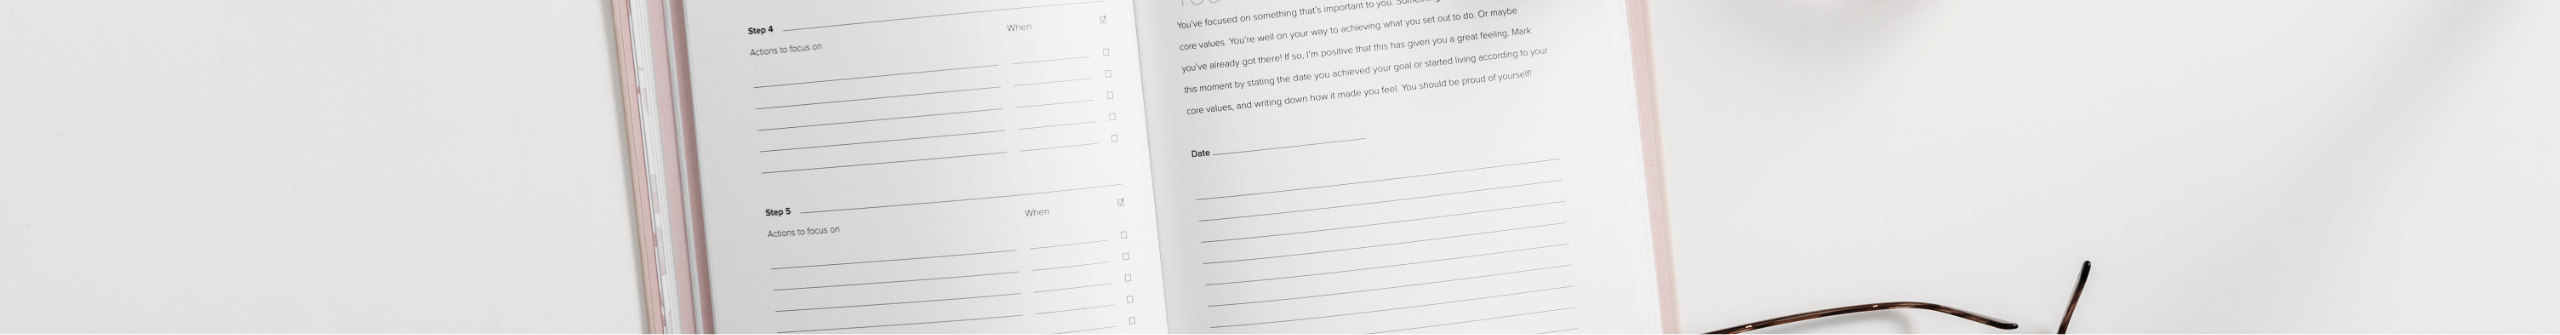 Step 4
When
Actions to focus on
Step 5
When
Actions to focus on
You've focused on something that's important to you.
core values. You're well on your way to achieving what you set out to do. Or maybe
you've already got there! If so, I'm positive that this has given you a great feeling. Mark
this moment by stating the date you achieved your goal or started living according to your
core values, and writing down how it made you feel. You should be proud of yourself!
Date